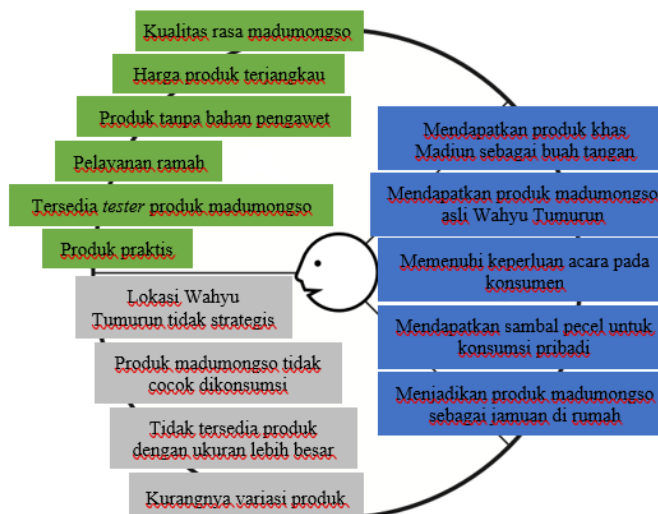 Kualitas rasa madumongso
Harga produk terjangkau
Produk tanpa bahan pengawet
Pelayanan ramah
Tersedia tester produk madumongso
Produk praktis
Lokasi Wahyu
Tumurun tidak strategis
Produk madumongso tidak
cocok dikonsumsi
Tidak tersedia produk
dengan ukuran lebih besar
Kurangnya variasi produk
Mendapatkan produk khas
Madiun sebagai buah tangan
Mendapatkan produk madumongso
asli Wahyu Tumurun
Memenuhi keperluan acara pada
konsumen
Mendapatkan sambal pecel untuk
konsumsi pribadi
Menjadikan produk madumongso
sebagai jamuan di rumah